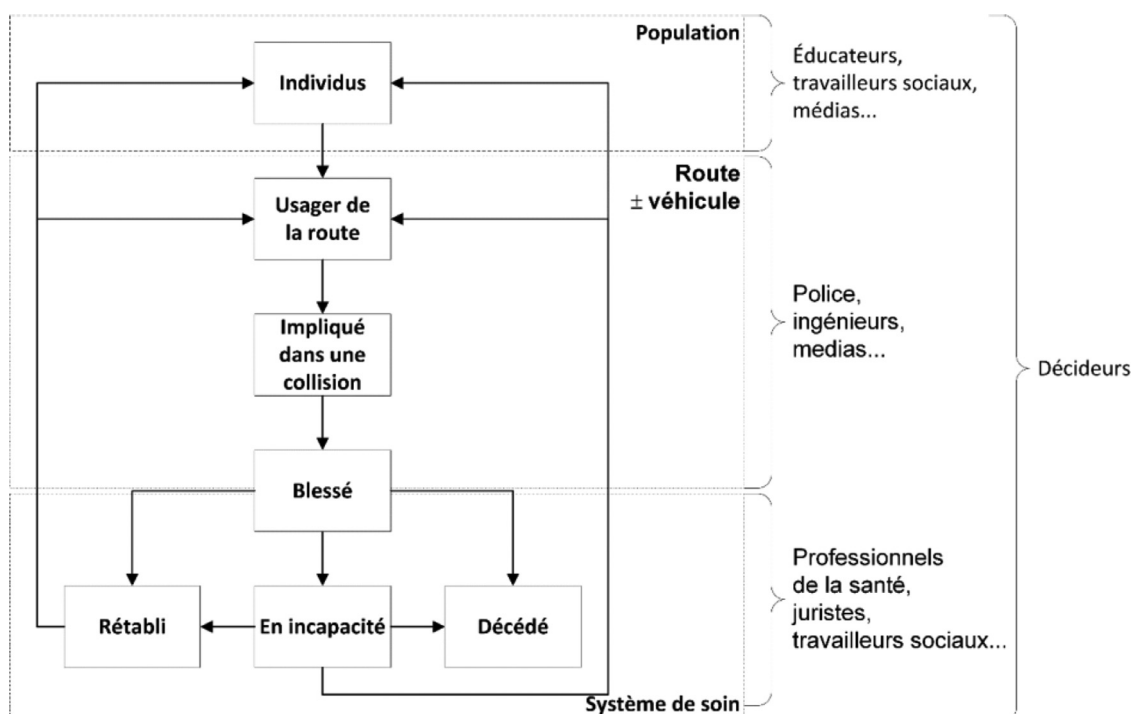 Population
Individus
Éducateurs,
travailleurs sociaux,
médias...
Route
± véhicule
Usager de
la route
Impliqué
dans une
collision
Police,
ingénieurs,
medias...
Décideurs
Blessé
Professionnels
de la santé,
juristes,
travailleurs sociaux...
Rétabli
En incapacité
Décédé
Système de soin